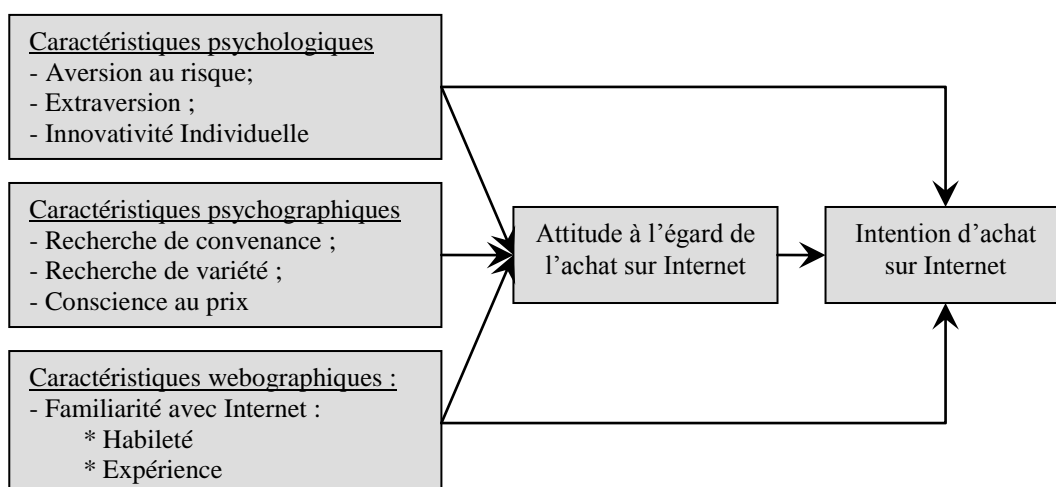 Caractéristiques psychologiques
- Aversion au risque;
- Extraversion ;
- Innovativité Individuelle
Caractéristiques psychographiques
- Recherche de convenance ;
- Recherche de variété ;
- Conscience au prix
Caractéristiques webographiques :
- Familiarité avec Internet :
* Habileté
* Expérience
Attitude à l’égard de
l’achat sur Internet
Intention d’achat
sur Internet